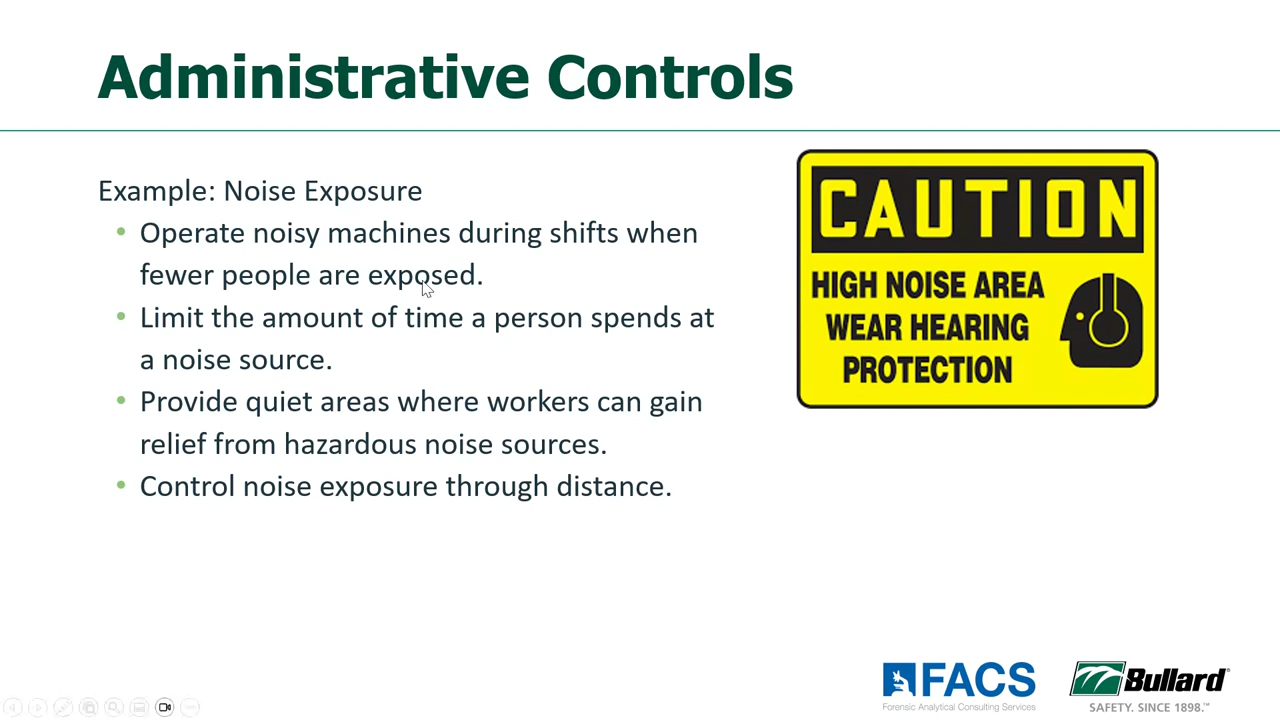 Administrative Controls
Example: Noise Exposure
• Operate noisy machines during shifts when
fewer people are exposed.
• Limit the amount of time a person spends at
a noise source.
• Provide quiet areas where workers can gain
relief from hazardous noise sources.
• Control noise exposure through distance.
CAUTION
HIGH NOISE AREA
WEAR HEARING
PROTECTION
FACS
Forensic Analytical Consulting Services
Bullard®
SAFETY. SINCE 1898.™